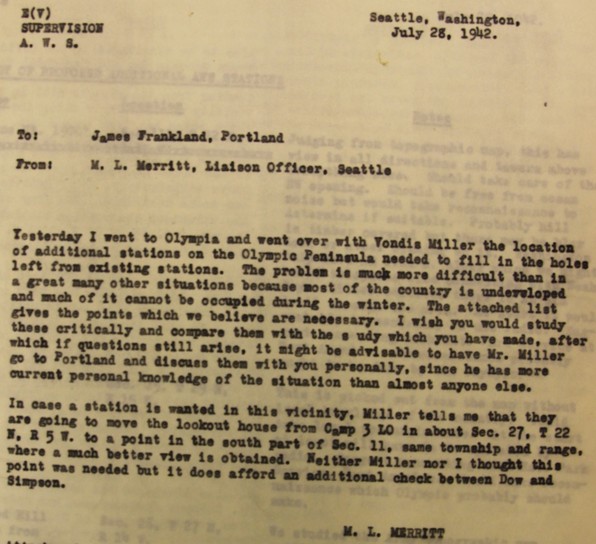 E(V)
SUPERVISION
A. W. S.
Seattle, Washington,
July 28, 1942.
To: James Frankland, Portland
From: M. L. Merritt, Liaison Officer, Seattle
Yesterday I went to Olympia and went over with Vondis Miller the location
of additional stations on the Olympic Peninsula needed to fill in the holes
left from existing stations. The problem is much more difficult than in
a great many other situations because most of the country is undeveloped
and much of it cannot be occupied during the winter. The attached list
gives the points which we believe are necessary. I wish you would study
these critically and compare them with the s udy which you have made, after
which if questions still arise, it might be advisable to have Mr. Miller
go to Portland and discuss them with you personally, since he has more
current personal knowledge of the situation than almost anyone else.
In case a station is wanted in this vicinity, Miller tells me that they
are going to move the lookout house from Camp 3 LO in about Sec. 27, T 22
N, R 5 W. to a point in the south part of Sec. 11, same township and range,
where a much better view is obtained. Neither Miller nor I thought this
point was needed but it does afford an additional check between Dow and
Simpson.
M. L. MERRITT